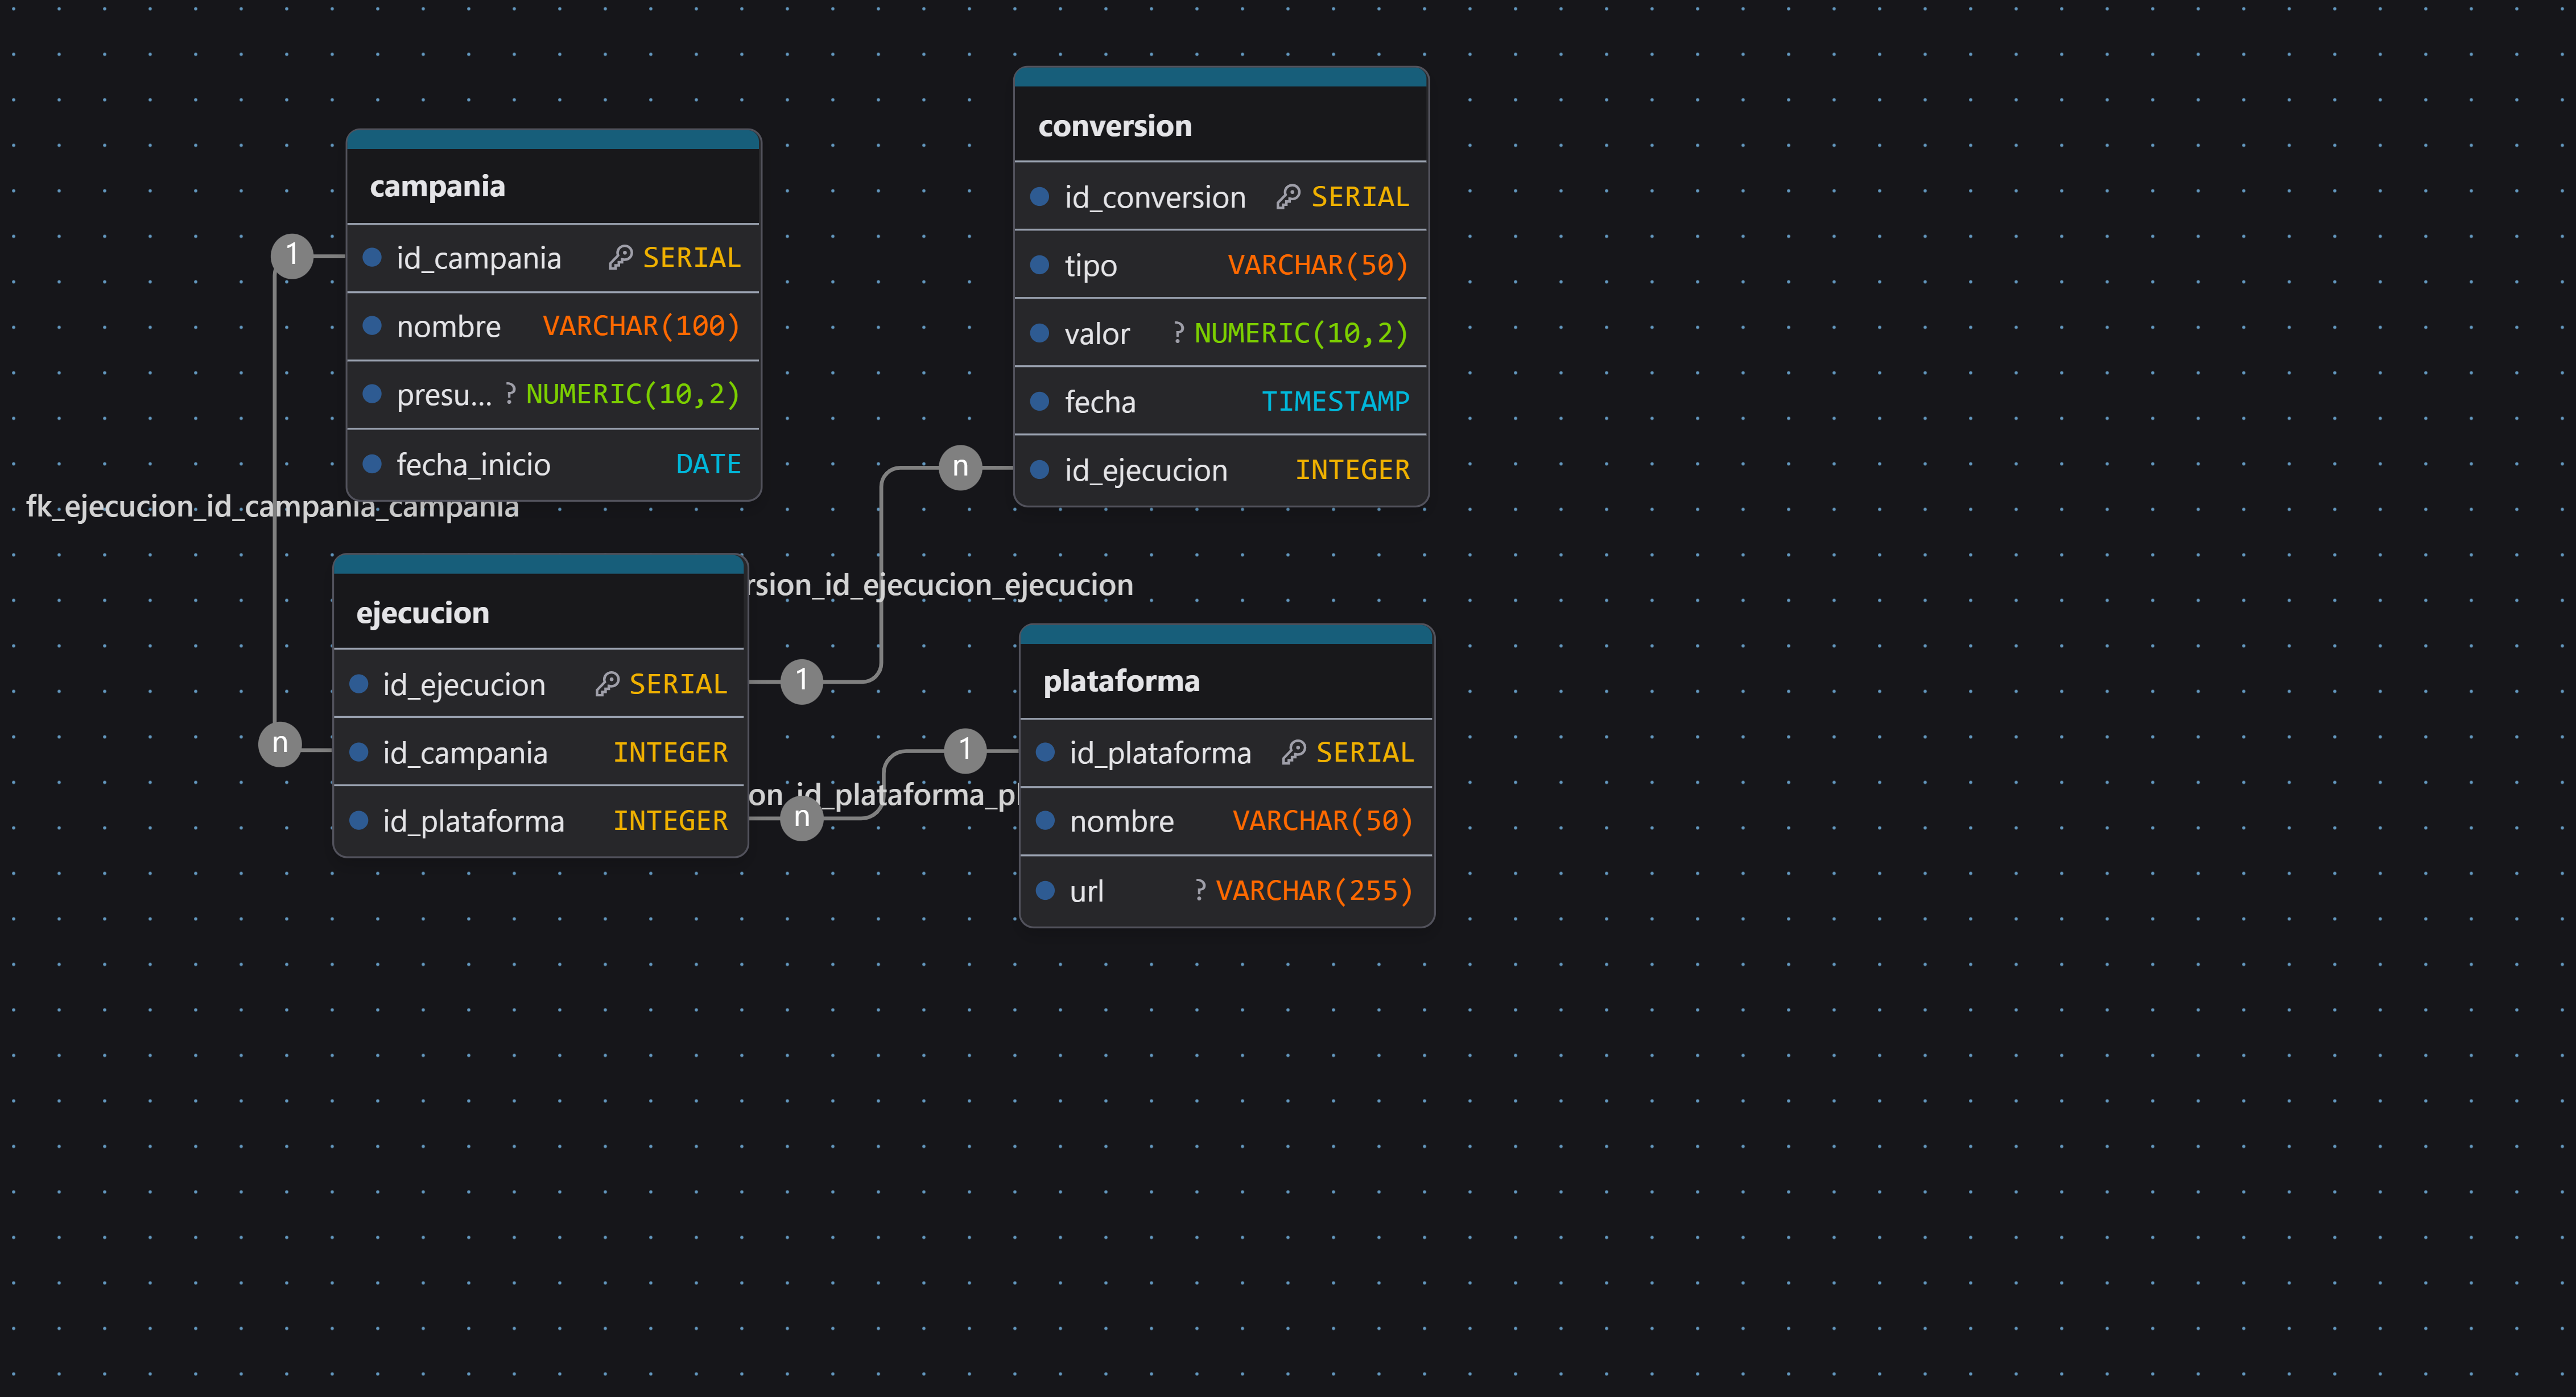 campania
1
id_campania SERIAL
nombre VARCHAR(100)
presu... ? NUMERIC(10,2)
fecha_inicio DATE
fk_ejecucion_id_campania_campania
conversion
id_conversion SERIAL
tipo VARCHAR(50)
valor ? NUMERIC(10,2)
fecha TIMESTAMP
n id_ejecucion INTEGER
rsion_id_ejecucion_ejecucion
ejecucion
id_ejecucion SERIAL 1
n id_campania INTEGER
id_plataforma INTEGER n
on_id_plataforma_pl
plataforma
1 id_plataforma SERIAL
nombre VARCHAR(50)
url ? VARCHAR(255)